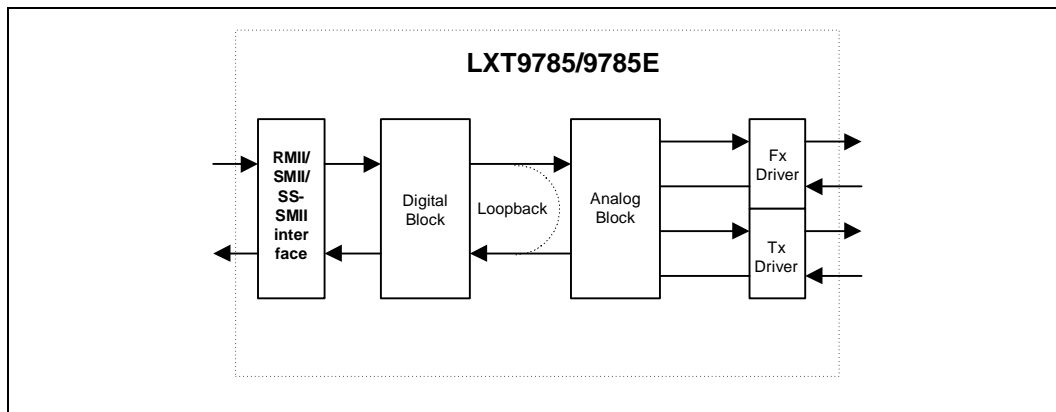 LXT9785/9785E
RMII/
SMII/
SS-
SMII
inter
face
Digital
Block
Loopback
Analog
Block
Fx
Driver
Tx
Driver